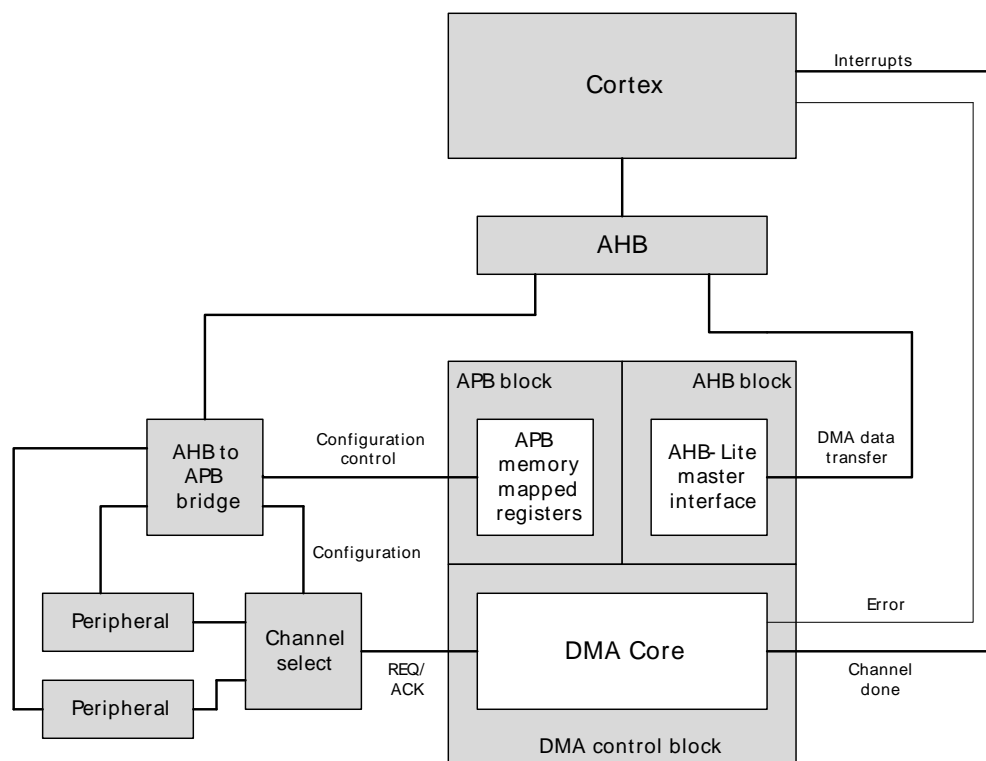 Interrupts
Cortex
AHB
APB block
AHB block
AHB to
APB
bridge
Configuration
control
APB
memory
mapped
registers
AHB-Lite
master
interface
DMA data
transfer
Configuration
Peripheral
Channel
select
Peripheral
REQ/
ACK
DMA Core
Error
Channel
done
DMA control block